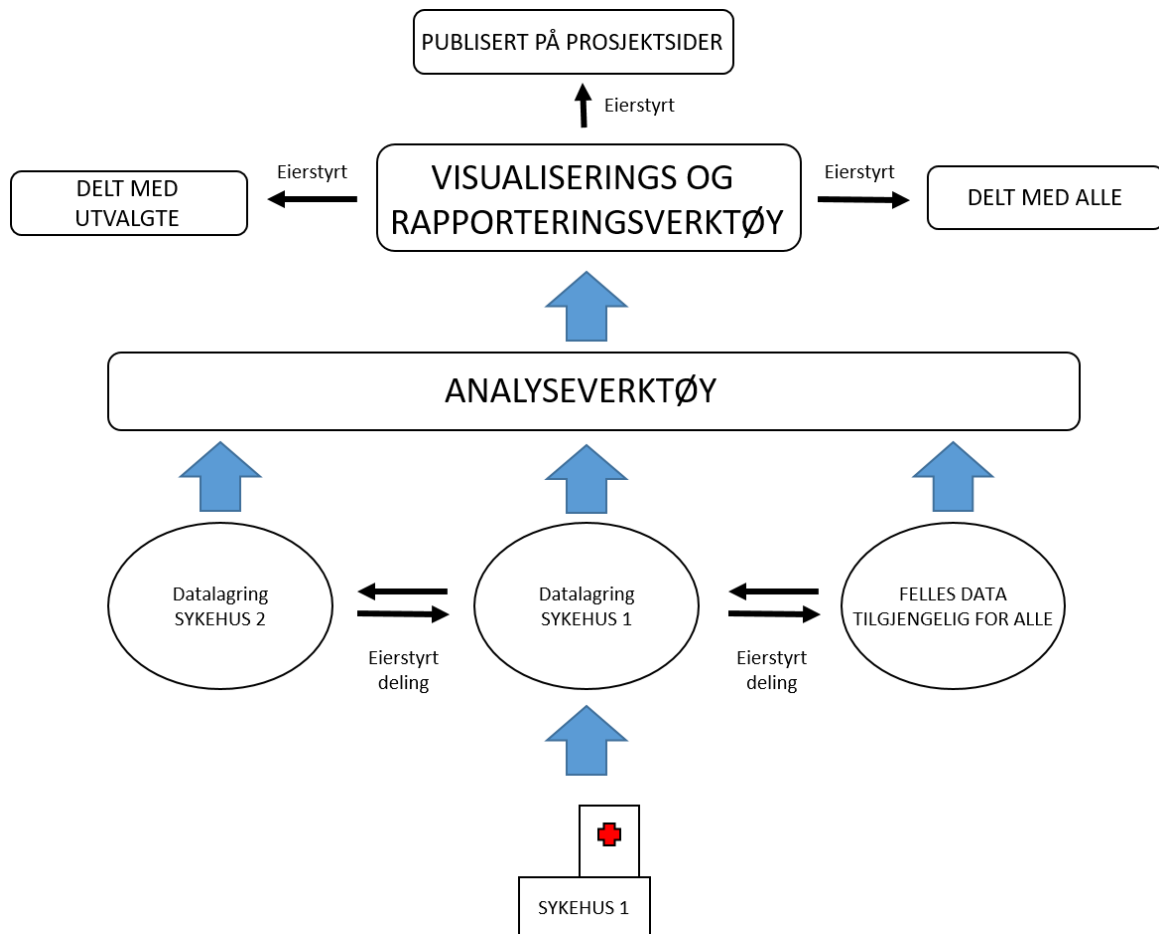 PUBLISERT PÅ PROSJEKTSIDER
Eierstyrt
Eierstyrt
VISUALISERINGS OG
RAPPORTERINGSVERKTØY
Eierstyrt
DELT MED
UTVALGTE
DELT MED ALLE
ANALYSEVERKTØY
Datalagring
SYKEHUS 2
Datalagring
SYKEHUS 1
FELLES DATA
TILGJENGELIG FOR ALLE
Eierstyrt
deling
Eierstyrt
deling
SYKEHUS 1